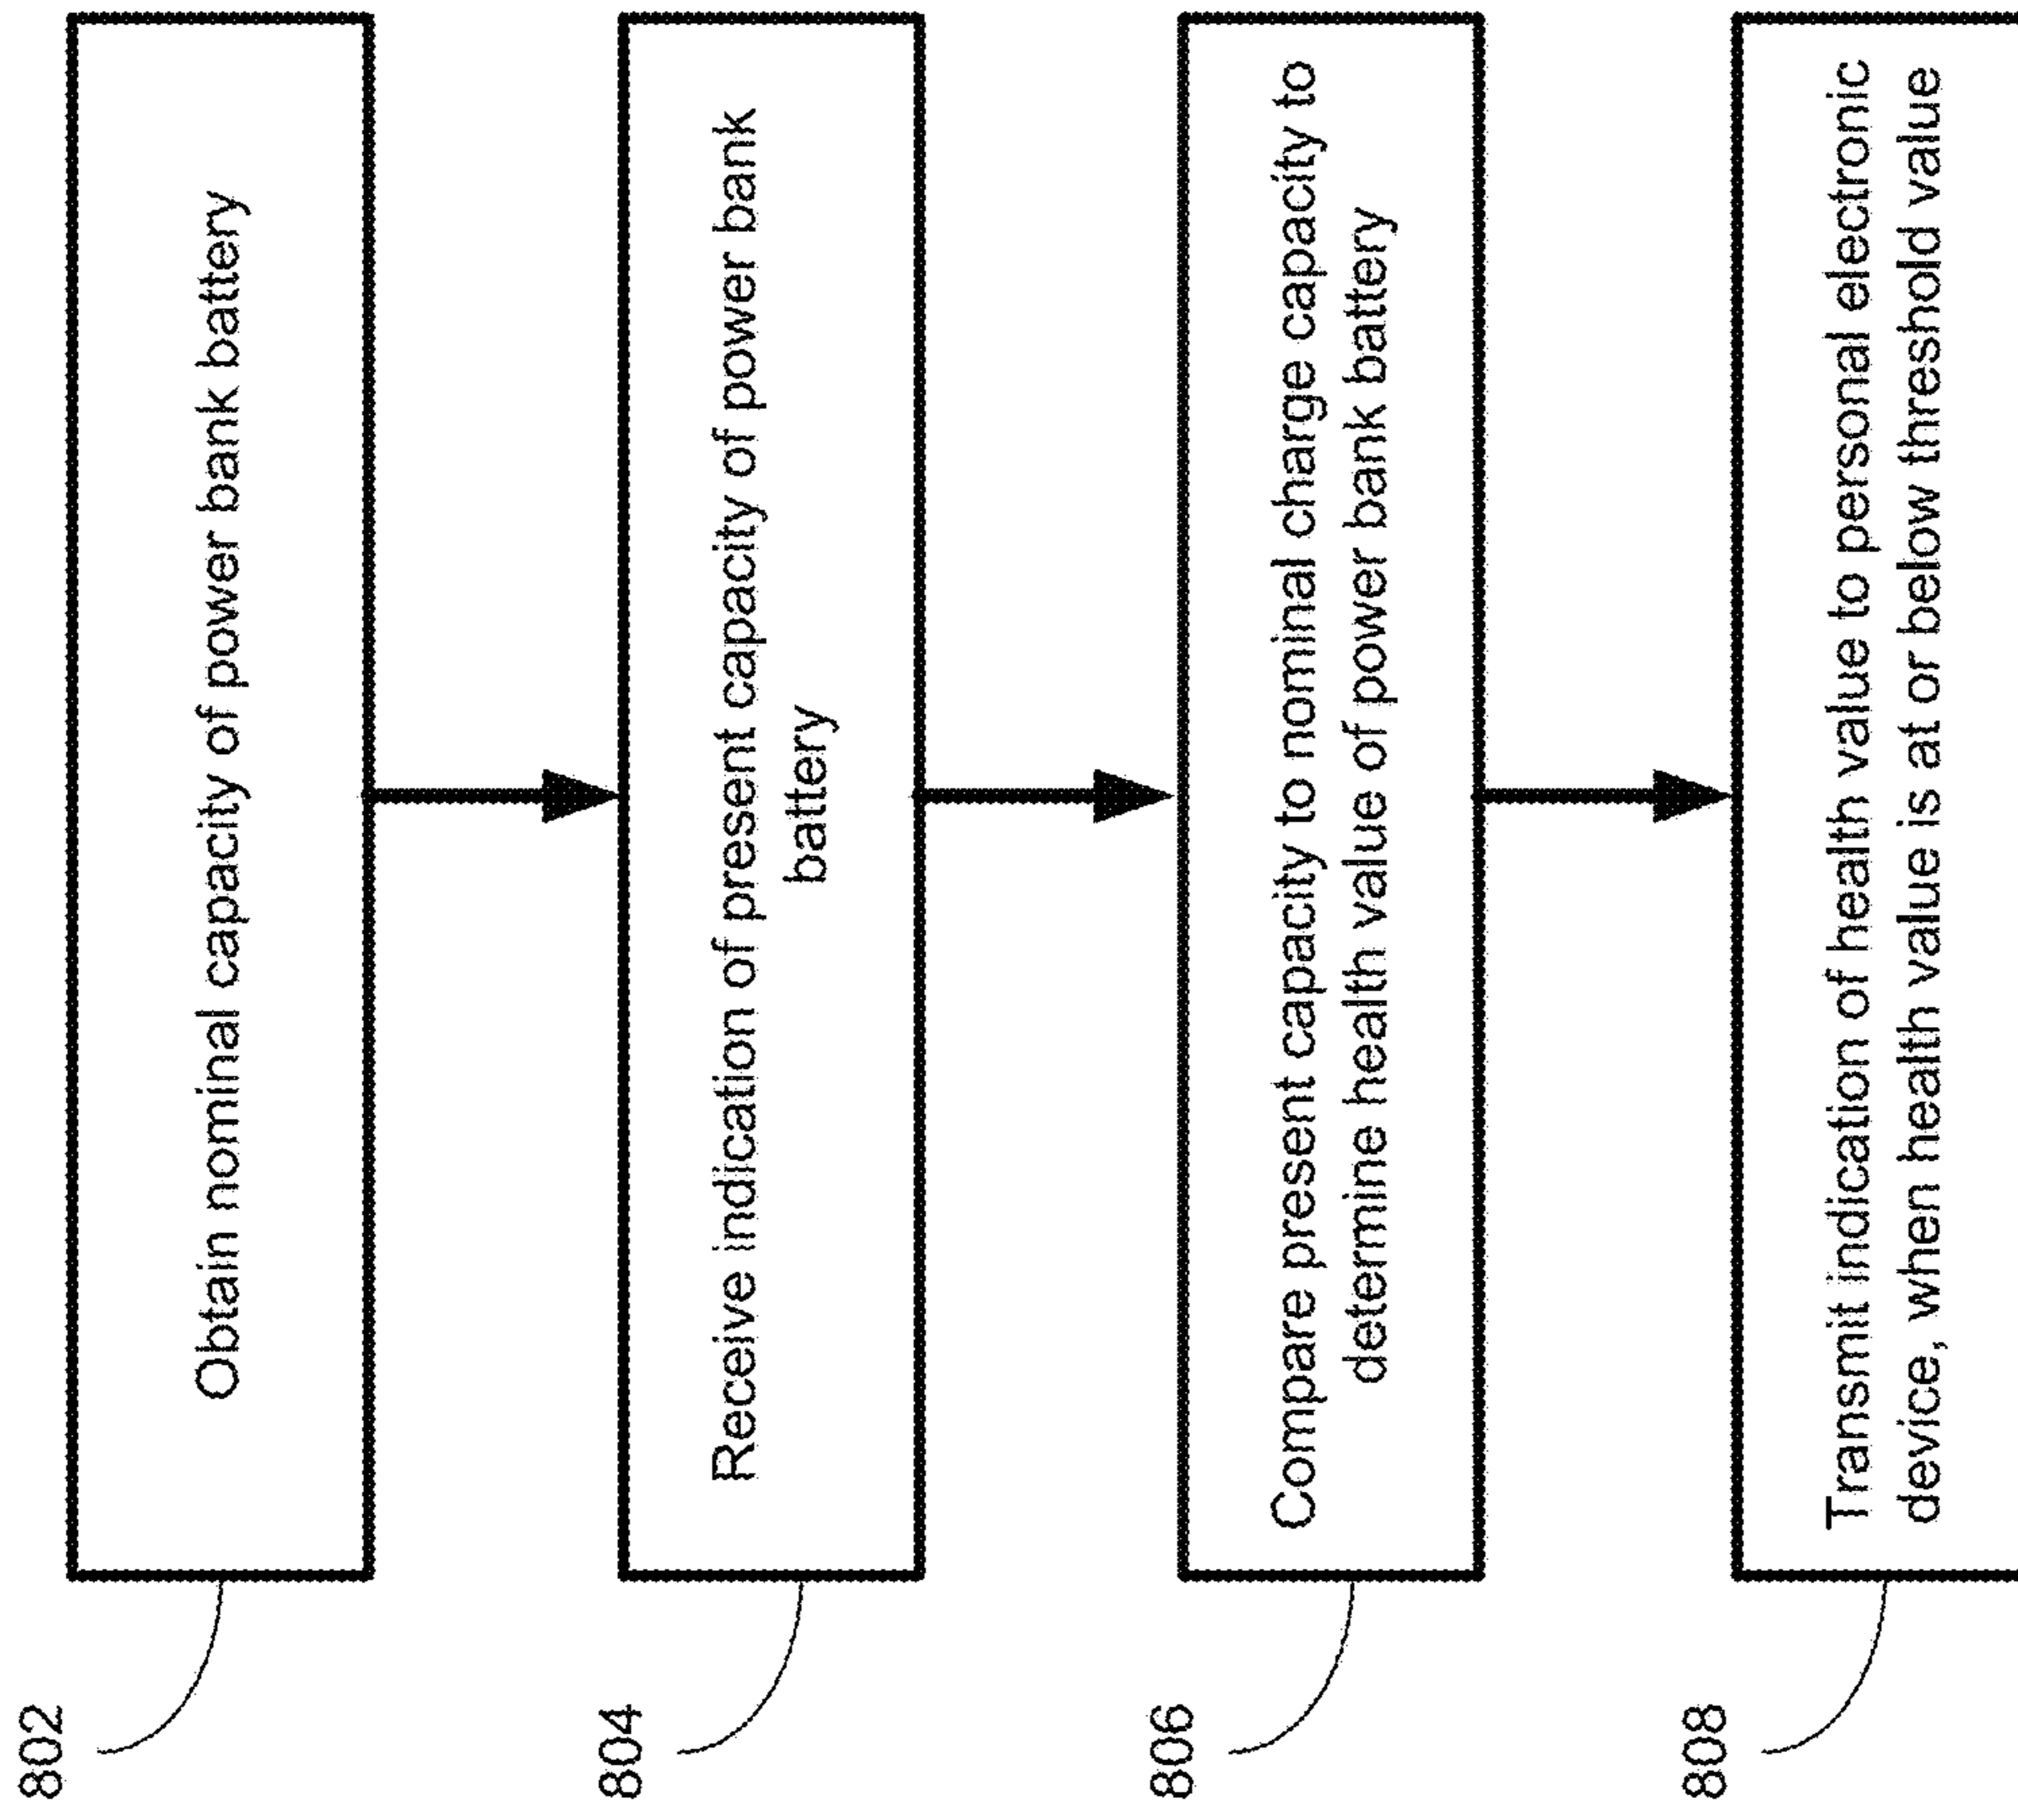 802
Obtain nominal capacity of power bank battery
804
Receive indication of present capacity of power bank
battery
806
Compare present capacity to nominal charge capacity to
determine health value of power bank battery
808
Transmit indication of health value to personal electronic
device, when health value is at or below threshold value